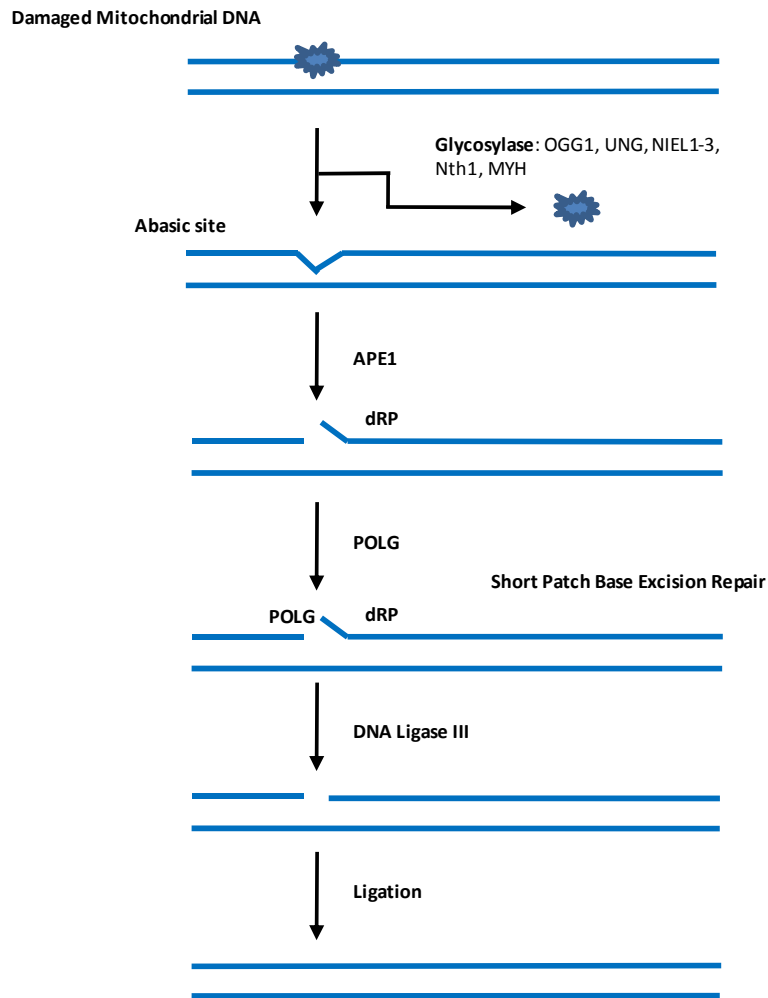 Damaged Mitochondrial DNA
Glycosylase: OGG1, UNG, NIEL1-3,
Nth1, MYH
Abasic site
APE1
dRP
POLG
Short Patch Base Excision Repair
POLG
dRP
DNA Ligase III
Ligation